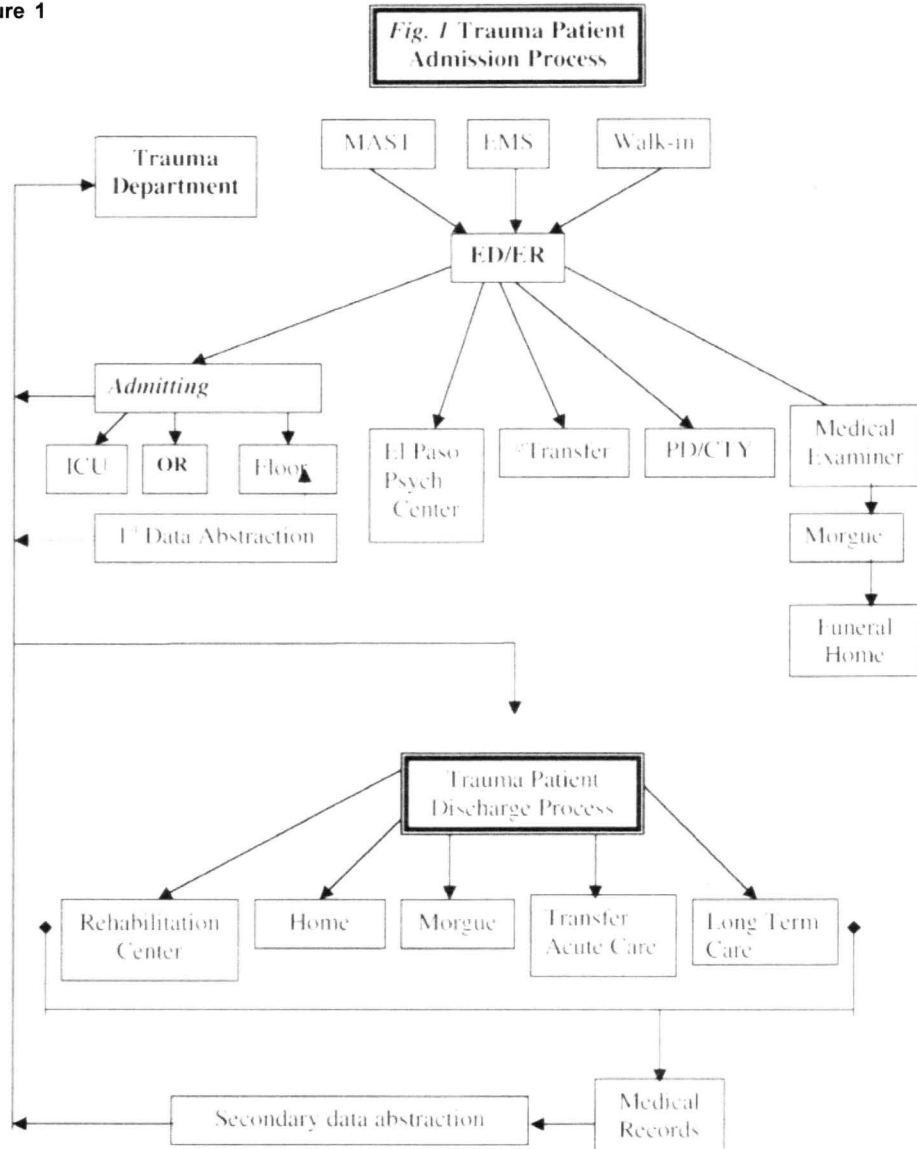 ure 1
Fig. 1 Trauma Patient
Admission Process
MAST
EMS
Walk-in
Trauma
Department
ED/ER
Admitting
ICU
OR
Floor
El Paso
Psych
Center
Transfer
PD/CTY
Medical
Examiner
1st Data Abstraction
Morgue
Funeral
Home
Trauma Patient
Discharge Process
Rehabilitation
Center
Home
Morgue
Transfer
Acute Care
Long Term
Care
Secondary data abstraction
Medical
Records